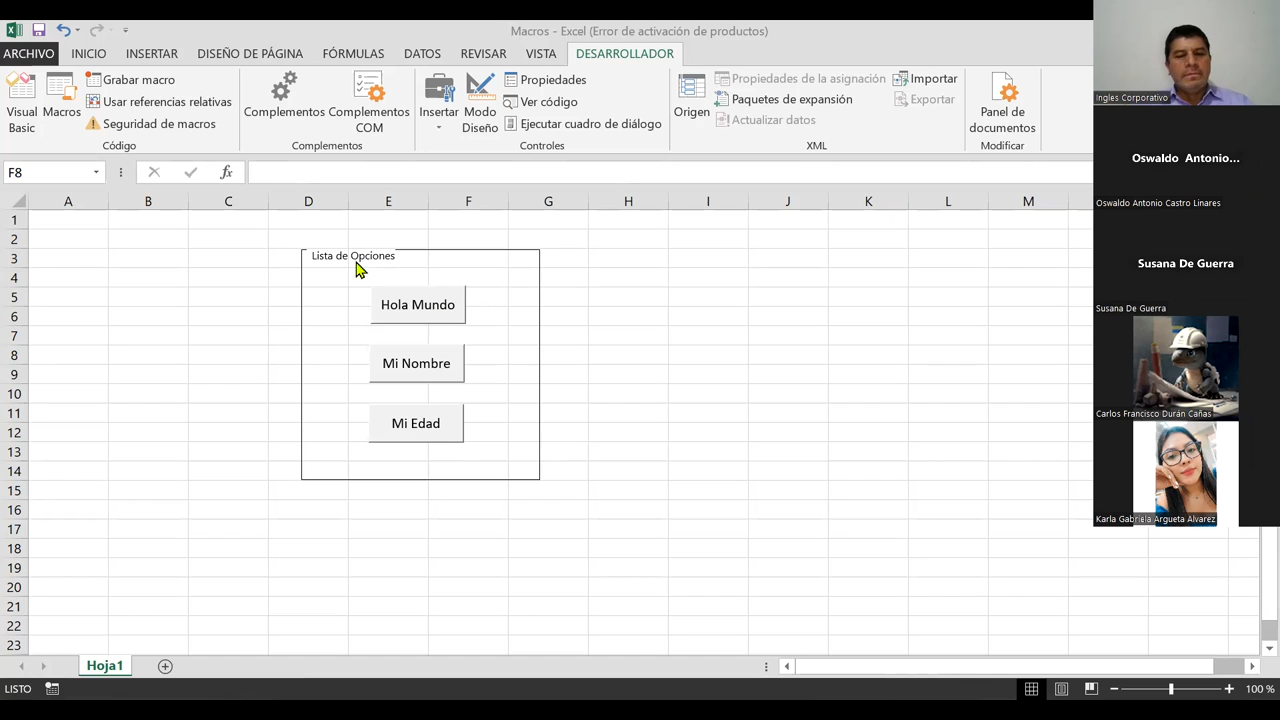 Macros - Excel (Error de activación de productos)
ARCHIVO INICIO INSERTAR DISEÑO DE PÁGINA FÓRMULAS DATOS REVISAR VISTA DESARROLLADOR
Visual Basic
Macros
Grabar macro
Usar referencias relativas
Seguridad de macros
Código
Complementos
Complementos COM
Complementos
Insertar
Modo Diseño
Propiedades
Ver código
Ejecutar cuadro de diálogo
Controles
Origen
Propiedades de la asignación
Paquetes de expansión
Actualizar datos
Importar
Exportar
XML
Panel de documentos
Modificar
F8
fx
A B C D E F G H I J K L M
1
2
3
4
5
6
7
8
9
10
11
12
13
14
15
16
17
18
19
20
21
22
23
Lista de Opciones
Hola Mundo
Mi Nombre
Mi Edad
Hoja1
LISTO
100 %
Ingles Corporativo
Oswaldo Antonio...
Oswaldo Antonio Castro Linares
Susana De Guerra
Susana De Guerra
Carlos Francisco Durán Cañas
Karla Gabriela Argueta Alvarez